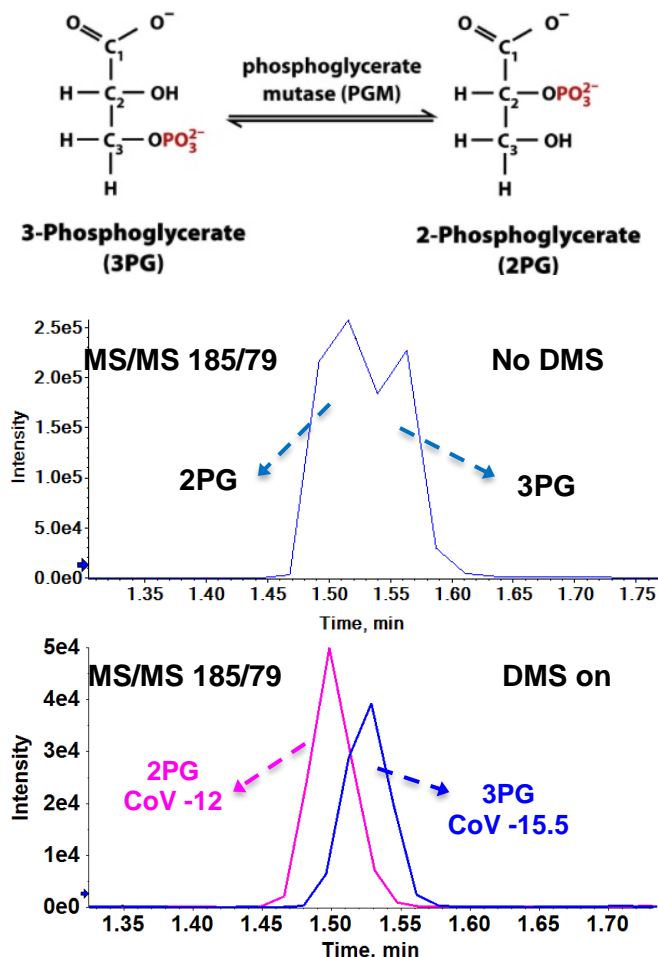 O O⁻ O O⁻
C₁ C₁
H — C₂ — OH phosphoglycerate mutase (PGM) H — C₂ — OPO₃²⁻
H — C₃ — OPO₃²⁻ H — C₃ — OH
H H
3-Phosphoglycerate
(3PG)
2-Phosphoglycerate
(2PG)
MS/MS 185/79 No DMS
2PG 3PG
Intensity
2.5e5
2.0e5
1.5e5
1.0e5
5.0e4
0.0e0
1.35 1.40 1.45 1.50 1.55 1.60 1.65 1.70 1.75
Time, min
MS/MS 185/79 DMS on
2PG
CoV -12
3PG
CoV -15.5
Intensity
5e4
4e4
3e4
2e4
1e4
0e0
1.35 1.40 1.45 1.50 1.55 1.60 1.65 1.70
Time, min